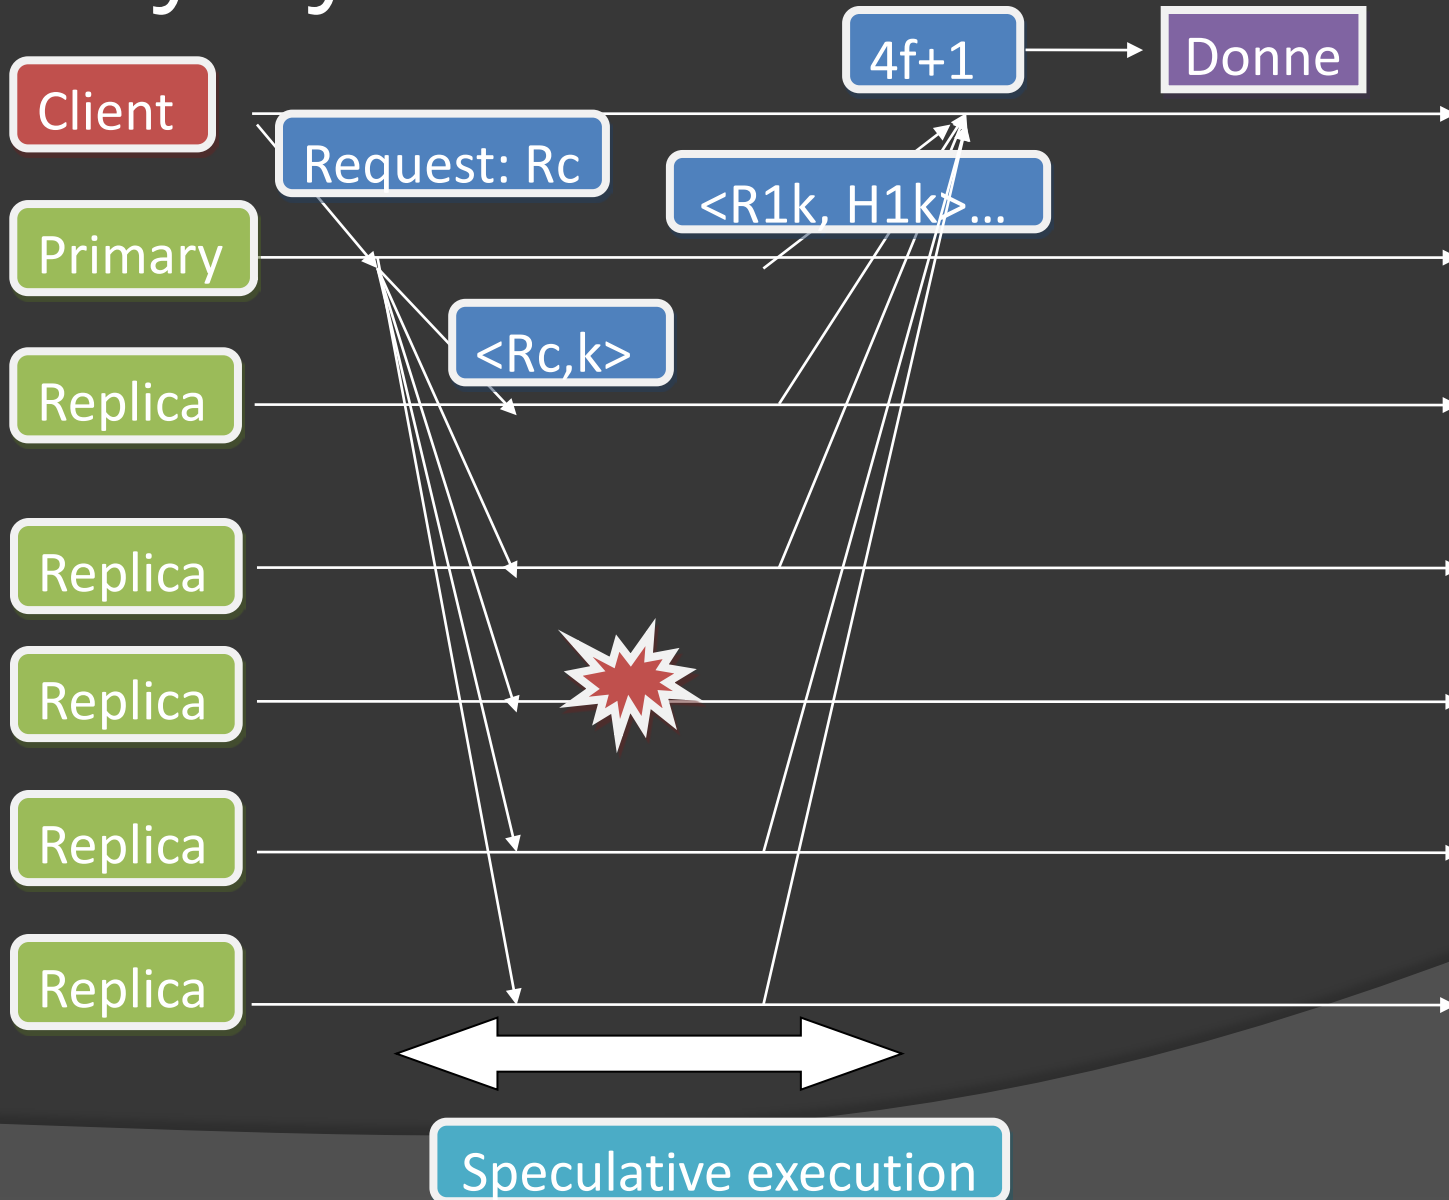 4f+1
Donne
Client
Request: Rc
<R1k, H1k>...
Primary
<Rc,k>
Replica
Replica
Replica
Replica
Replica
Speculative execution